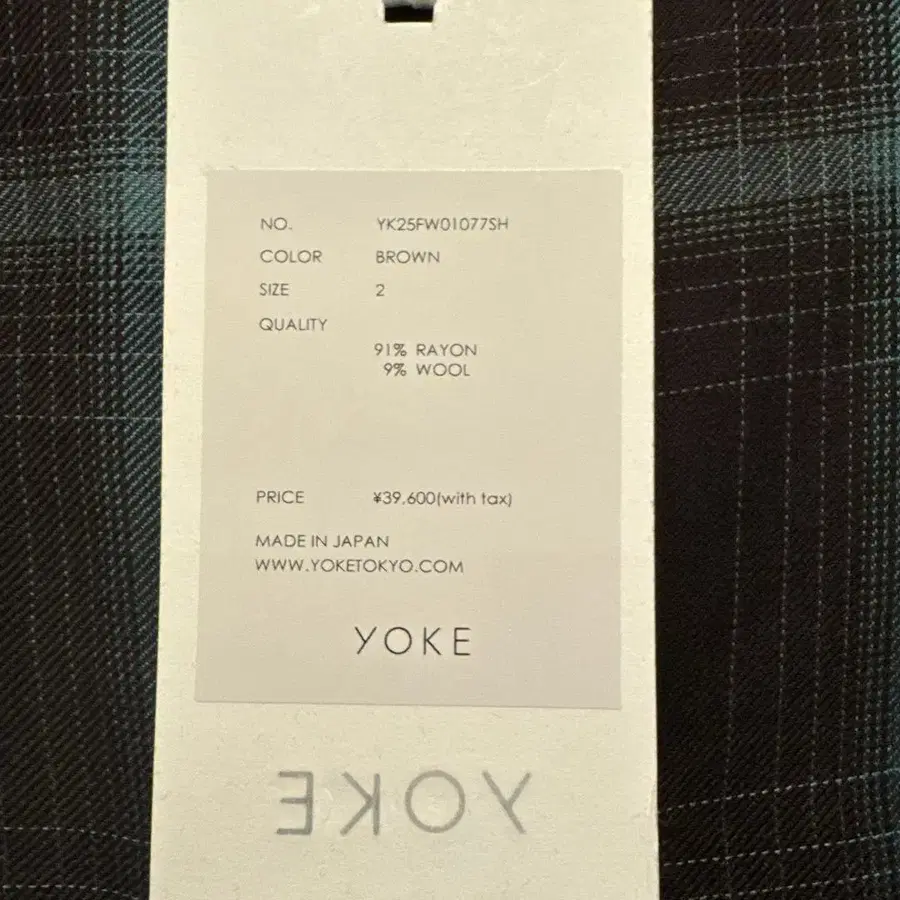 NO. YK25FW01077SH
COLOR BROWN
SIZE 2
QUALITY
91% RAYON
9% WOOL
PRICE ¥39.600(with tax)
MADE IN JAPAN
WWW.YOKETOKYO.COM
YOKE
YOKE